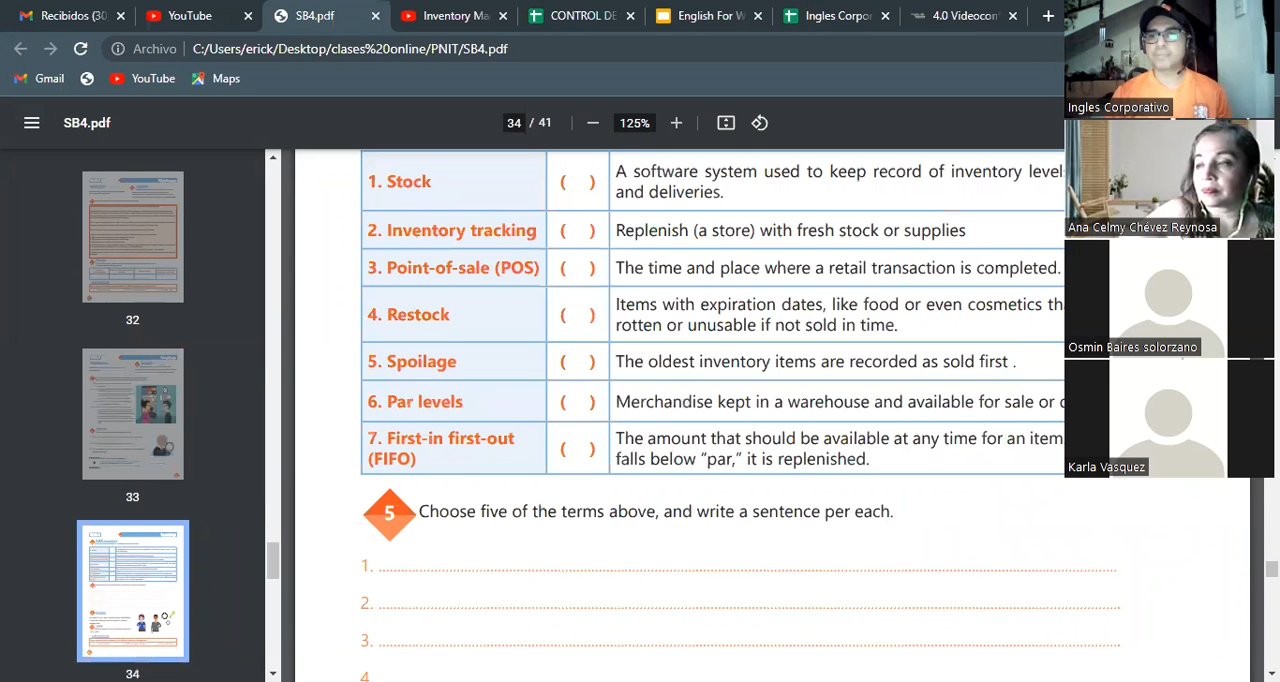 Recibidos (30
YouTube
SB4.pdf
Inventory Ma
CONTROL DE
English For W
Ingles Corpor
4.0 Videocon
Archivo
C:/Users/erick/Desktop/clases%20online/PNIT/SB4.pdf
Gmail
YouTube
Maps
SB4.pdf
34 / 41
125%
32
33
34
1. Stock ( ) A software system used to keep record of inventory level
and deliveries.
2. Inventory tracking ( ) Replenish (a store) with fresh stock or supplies
3. Point-of-sale (POS) ( ) The time and place where a retail transaction is completed.
4. Restock ( ) Items with expiration dates, like food or even cosmetics th
rotten or unusable if not sold in time.
5. Spoilage ( ) The oldest inventory items are recorded as sold first .
6. Par levels ( ) Merchandise kept in a warehouse and available for sale or
7. First-in first-out
(FIFO) ( ) The amount that should be available at any time for an item
falls below “par,” it is replenished.
5 Choose five of the terms above, and write a sentence per each.
1.
2.
3.
4
Ingles Corporativo
Ana Celmy Chévez Reynosa
Osmin Baires solorzano
Karla Vasquez